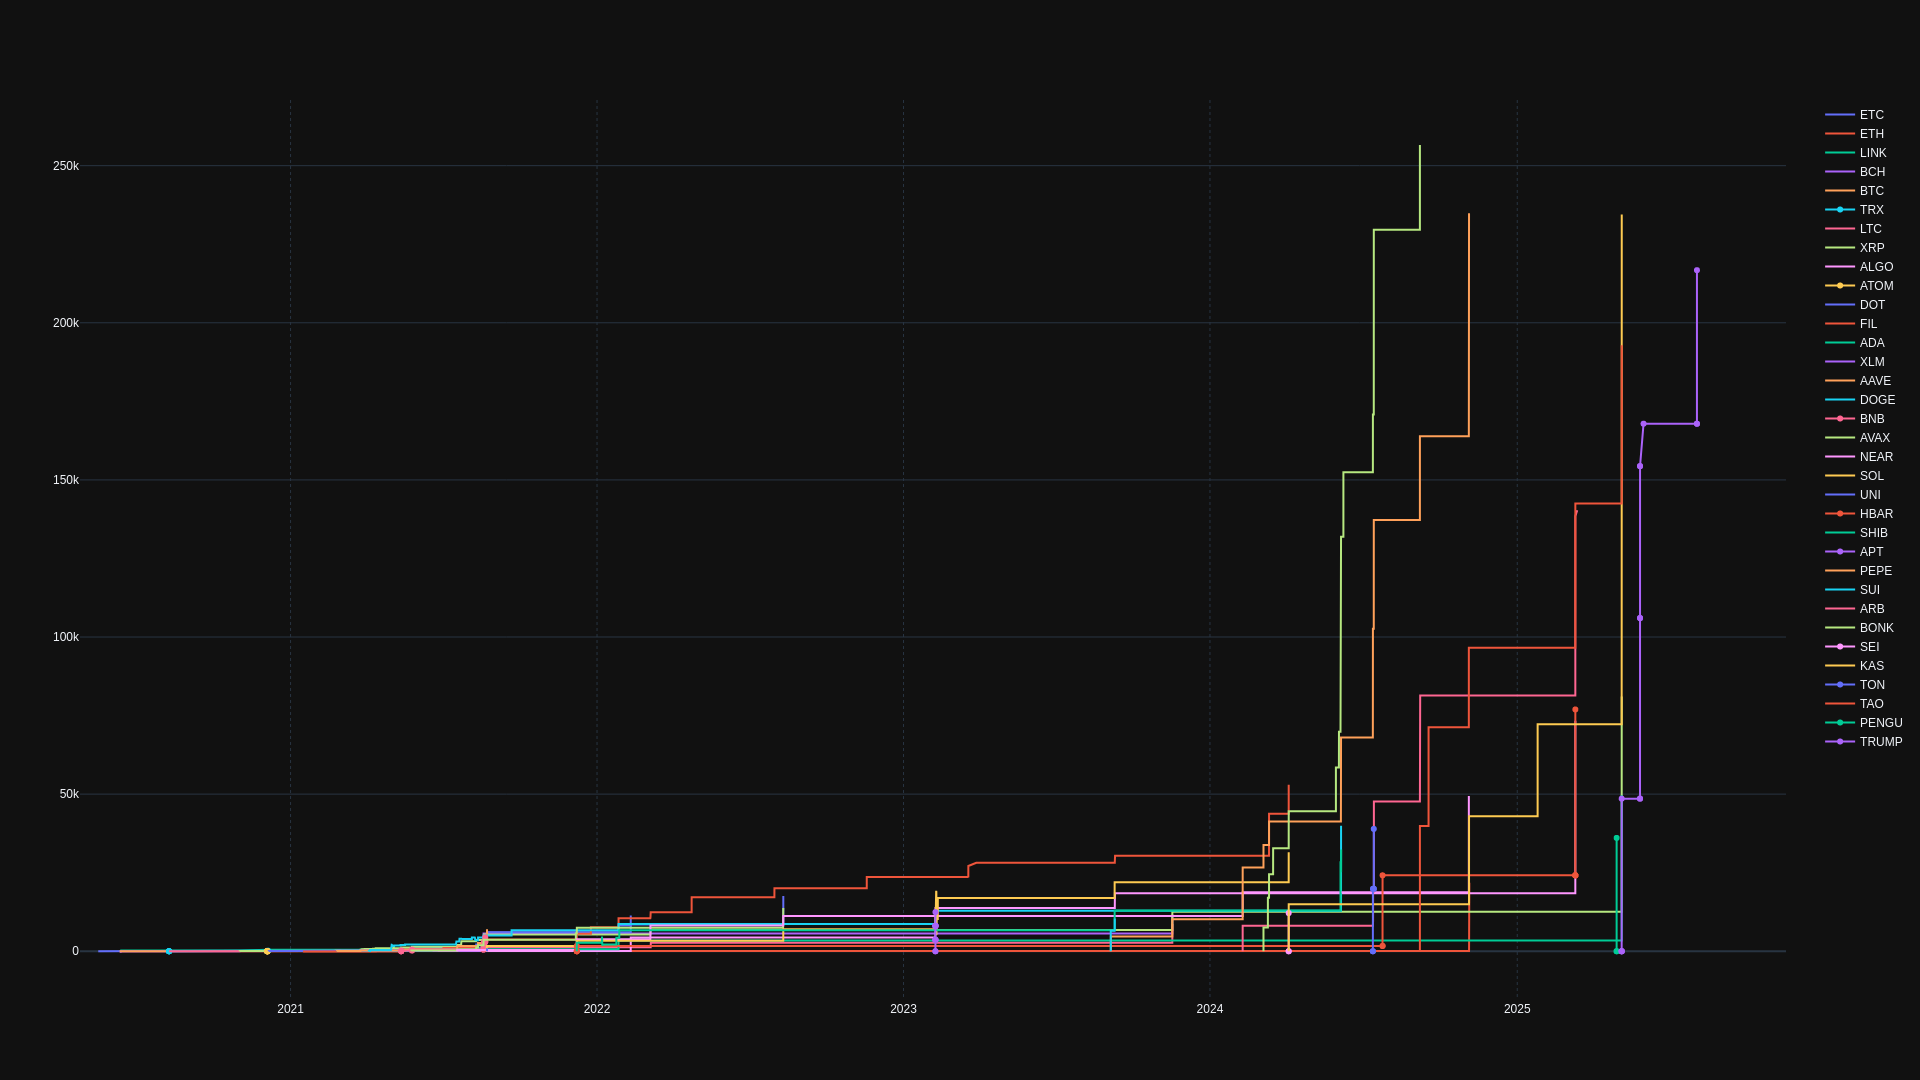 250k
200k
150k
100k
50k
0
2021
2022
2023
2024
2025
ETC
ETH
LINK
BCH
BTC
TRX
LTC
XRP
ALGO
ATOM
DOT
FIL
ADA
XLM
AAVE
DOGE
BNB
AVAX
NEAR
SOL
UNI
HBAR
SHIB
APT
PEPE
SUI
ARB
BONK
SEI
KAS
TON
TAO
PENGU
TRUMP